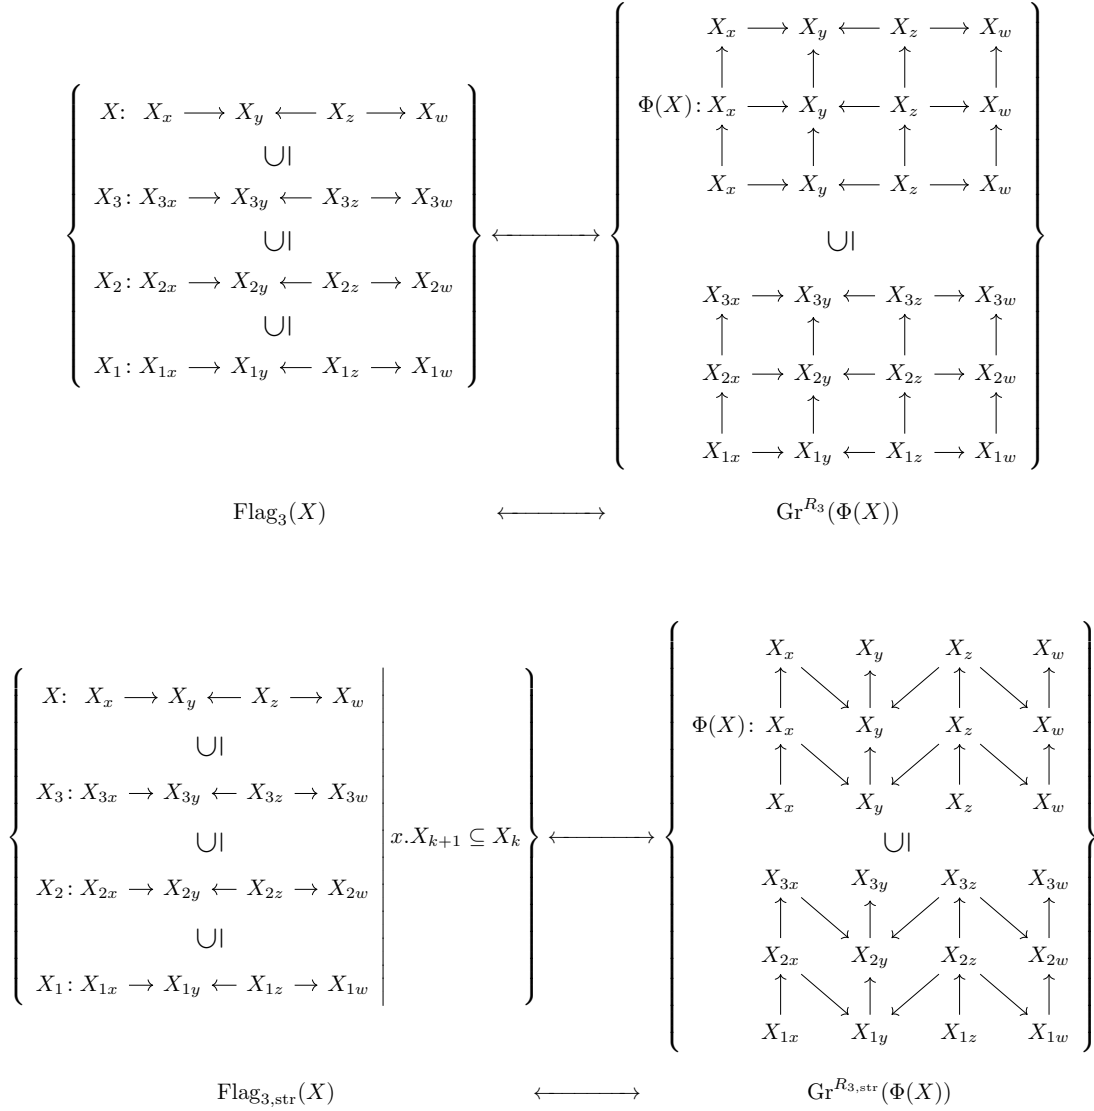 X: X_x ⟶ X_y ⟵ X_z ⟶ X_w
∪|
X_3: X_{3x} ⟶ X_{3y} ⟵ X_{3z} ⟶ X_{3w}
∪|
X_2: X_{2x} ⟶ X_{2y} ⟵ X_{2z} ⟶ X_{2w}
∪|
X_1: X_{1x} ⟶ X_{1y} ⟵ X_{1z} ⟶ X_{1w}
⟷
X_x ⟶ X_y ⟵ X_z ⟶ X_w
Φ(X): X_x ⟶ X_y ⟵ X_z ⟶ X_w
X_x ⟶ X_y ⟵ X_z ⟶ X_w
∪|
X_{3x} ⟶ X_{3y} ⟵ X_{3z} ⟶ X_{3w}
X_{2x} ⟶ X_{2y} ⟵ X_{2z} ⟶ X_{2w}
X_{1x} ⟶ X_{1y} ⟵ X_{1z} ⟶ X_{1w}
Flag_3(X) ⟷ Gr^{R_3}(Φ(X))
X: X_x ⟶ X_y ⟵ X_z ⟶ X_w
∪|
X_3: X_{3x} ⟶ X_{3y} ⟵ X_{3z} ⟶ X_{3w}
∪|
X_2: X_{2x} ⟶ X_{2y} ⟵ X_{2z} ⟶ X_{2w}
∪|
X_1: X_{1x} ⟶ X_{1y} ⟵ X_{1z} ⟶ X_{1w}
x.X_{k+1} ⊆ X_k
⟷
X_x X_y X_z X_w
Φ(X): X_x X_y X_z X_w
X_x X_y X_z X_w
∪|
X_{3x} X_{3y} X_{3z} X_{3w}
X_{2x} X_{2y} X_{2z} X_{2w}
X_{1x} X_{1y} X_{1z} X_{1w}
Flag_{3,str}(X) ⟷ Gr^{R_{3,str}}(Φ(X))